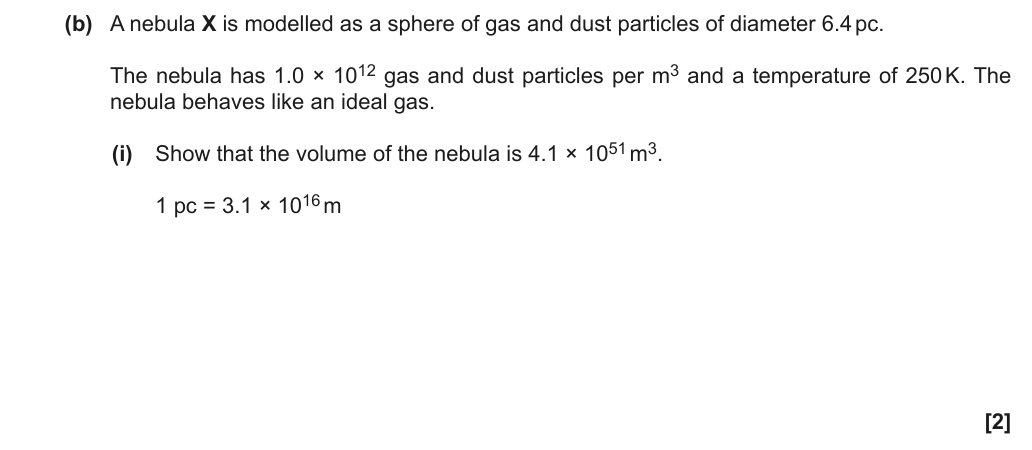 (b) A nebula X is modelled as a sphere of gas and dust particles of diameter 6.4 pc.
The nebula has 1.0 × 10¹² gas and dust particles per m³ and a temperature of 250 K. The
nebula behaves like an ideal gas.
(i) Show that the volume of the nebula is 4.1 × 10⁵¹ m³.
1 pc = 3.1 × 10¹⁶ m
[2]